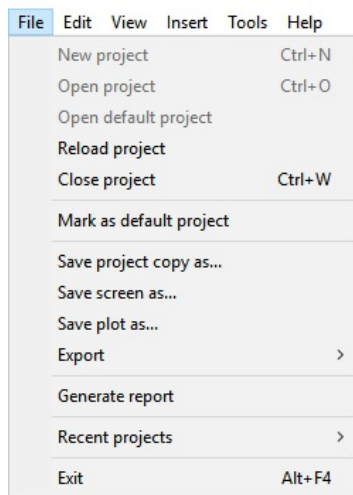 File Edit View Insert Tools Help
New project Ctrl+N
Open project Ctrl+O
Open default project
Reload project
Close project Ctrl+W
Mark as default project
Save project copy as...
Save screen as...
Save plot as...
Export >
Generate report
Recent projects >
Exit Alt+F4